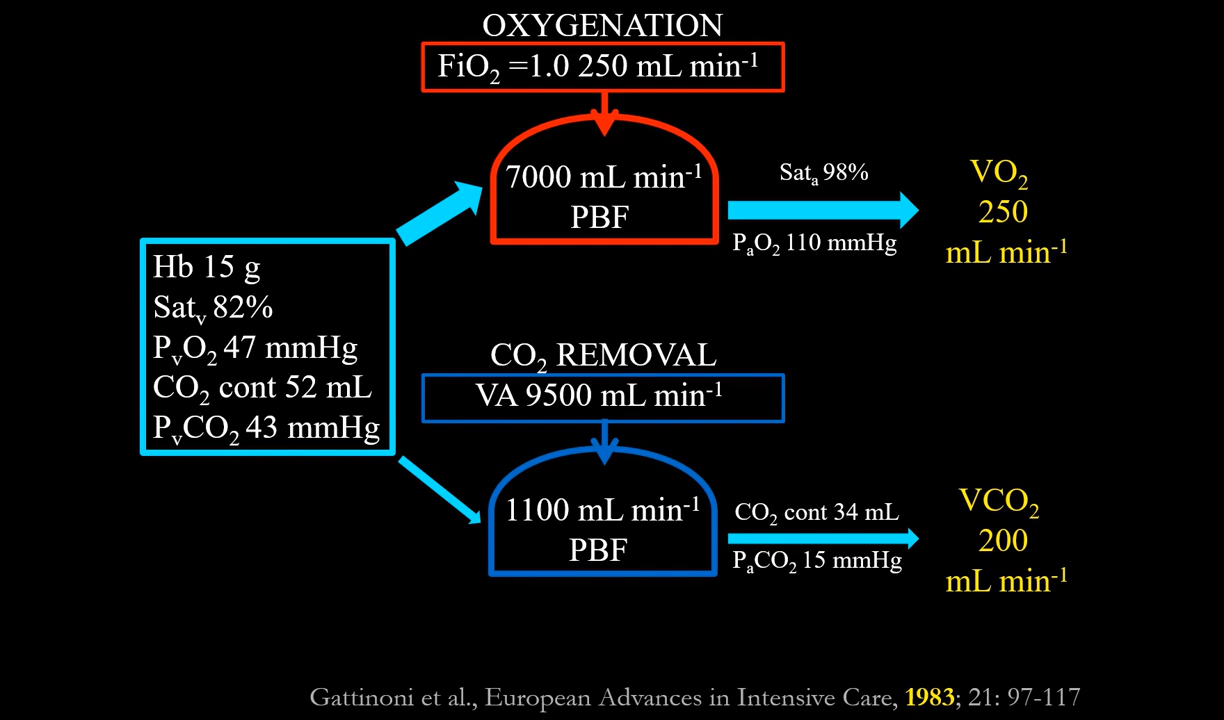 OXYGENATION
FiO₂ =1.0 250 mL min⁻¹
7000 mL min⁻¹
PBF
Satₐ 98%
PₐO₂ 110 mmHg
VO₂
250
mL min⁻¹
Hb 15 g
Satᵥ 82%
PᵥO₂ 47 mmHg
CO₂ cont 52 mL
PᵥCO₂ 43 mmHg
CO₂ REMOVAL
VA 9500 mL min⁻¹
1100 mL min⁻¹
PBF
CO₂ cont 34 mL
PₐCO₂ 15 mmHg
VCO₂
200
mL min⁻¹
Gattinoni et al., European Advances in Intensive Care, 1983; 21: 97-117